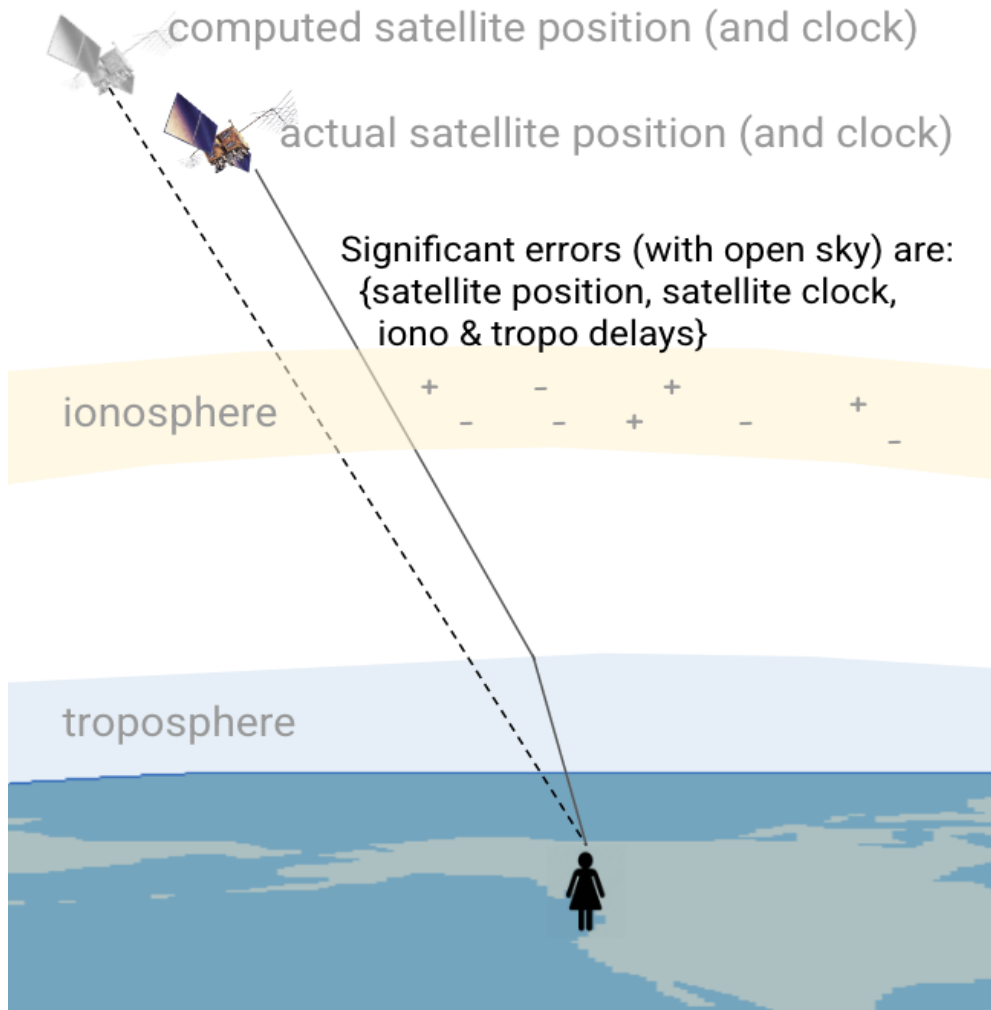 computed satellite position (and clock)
actual satellite position (and clock)
Significant errors (with open sky) are:
{satellite position, satellite clock,
iono & tropo delays}
+ − + +
ionosphere
− − + − −
troposphere